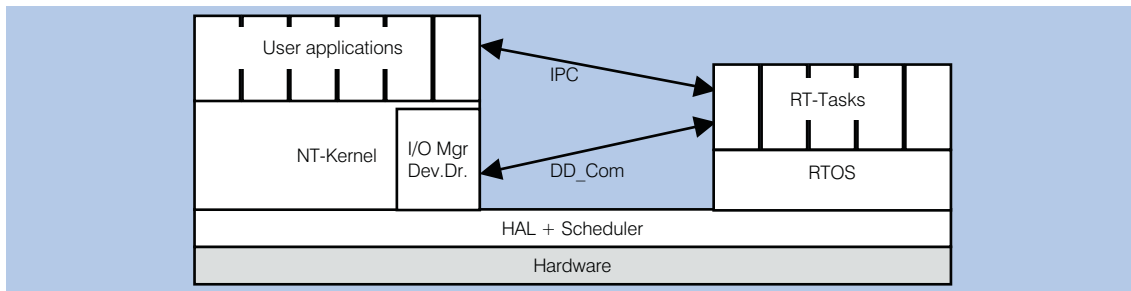 User applications
IPC
RT-Tasks
NT-Kernel
I/O Mgr
Dev.Dr.
DD_Com
RTOS
HAL + Scheduler
Hardware